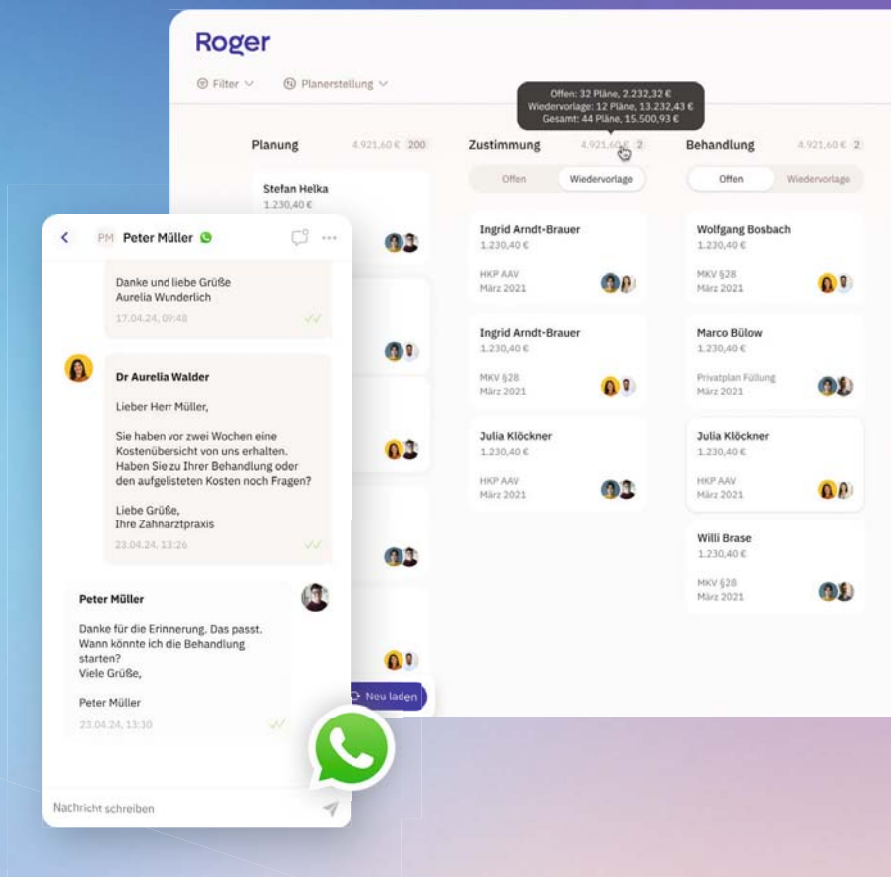 Roger
Filter
Planerstellung
Offen: 32 Pläne, 2.232,32 €
Wiedervorlage: 12 Pläne, 13.232,43 €
Gesamt: 44 Pläne, 15.500,93 €
Planung 4.921,60 € 200
Stefan Helka
1.230,40 €
Zustimmung 4.921,60 € 2
Offen Wiedervorlage
Ingrid Arndt-Brauer
1.230,40 €
HKP AAV
März 2021
Ingrid Arndt-Brauer
1.230,40 €
MKV §28
März 2021
Julia Klöckner
1.230,40 €
HKP AAV
März 2021
Behandlung 4.921,60 € 2
Offen Wiedervorlage
Wolfgang Bosbach
1.230,40 €
MKV §28
März 2021
Marco Bülow
1.230,40 €
Privatplan Füllung
März 2021
Julia Klöckner
1.230,40 €
HKP AAV
März 2021
Willi Brase
1.230,40 €
MKV §28
März 2021
Neu laden
PM Peter Müller
Danke und liebe Grüße
Aurelia Wunderlich
17.04.24, 09:48
Dr Aurelia Walder
Lieber Herr Müller,
Sie haben vor zwei Wochen eine
Kostenübersicht von uns erhalten.
Haben Sie zu Ihrer Behandlung oder
den aufgelisteten Kosten noch Fragen?
Liebe Grüße,
Ihre Zahnarztpraxis
23.04.24, 13:26
Peter Müller
Danke für die Erinnerung. Das passt.
Wann könnte ich die Behandlung
starten?
Viele Grüße,
Peter Müller
23.04.24, 13:30
Nachricht schreiben